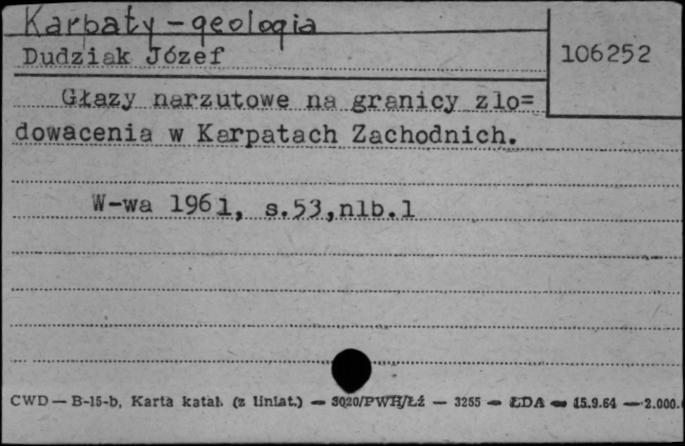 Karpaty - geologia
Dudziak Józef
106252
Głazy narzutowe na granicy zlo=
dowacenia w Karpatach Zachodnich.
W-wa 1961, s.53,nlb.1
CWD — B-15-b, Karta katal. (z liniat.) — 3020/PWH/Łź — 3255 — ŁDA — 15.9.64 — 2.000.